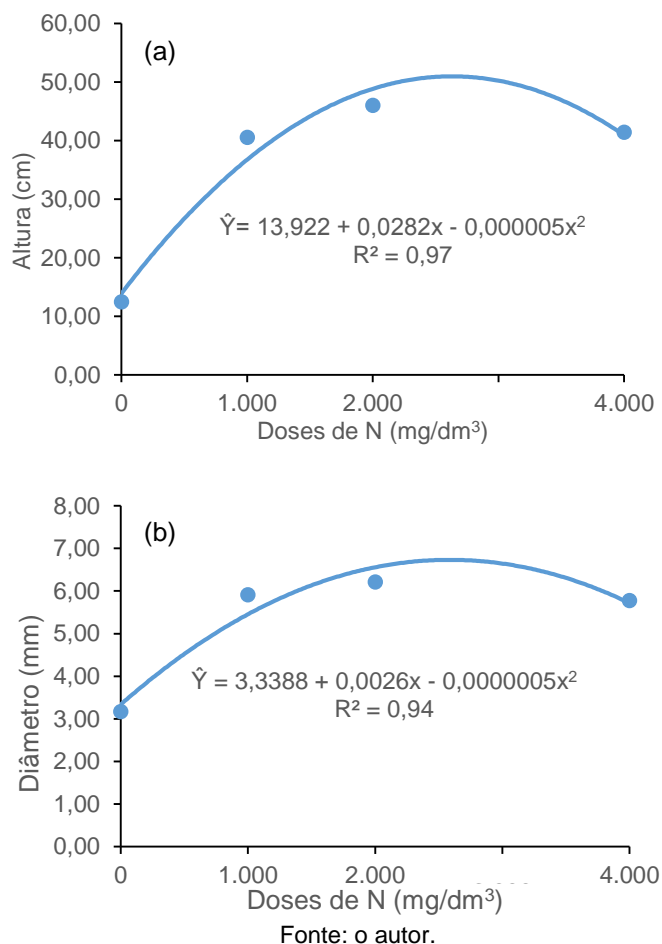 (a)
60,00
50,00
40,00
30,00
20,00
10,00
0,00
Altura (cm)
Ŷ= 13,922 + 0,0282x - 0,000005x²
R² = 0,97
0 1.000 2.000 4.000
Doses de N (mg/dm³)
(b)
8,00
7,00
6,00
5,00
4,00
3,00
2,00
1,00
0,00
Diâmetro (mm)
Ŷ = 3,3388 + 0,0026x - 0,0000005x²
R² = 0,94
0 1.000 2.000 4.000
Doses de N (mg/dm³)
Fonte: o autor.